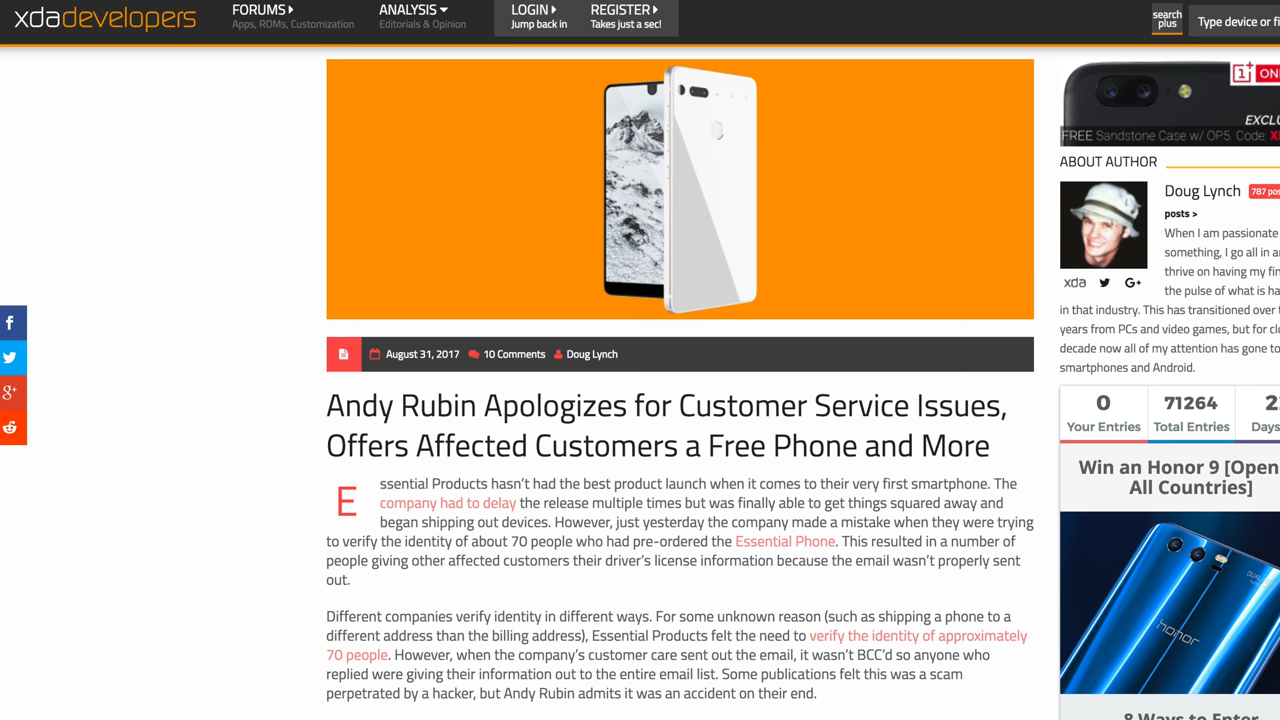 xdadevelopers
FORUMS
Apps, ROMs, Customization
ANALYSIS
Editorials & Opinion
LOGIN
Jump back in
REGISTER
Takes just a sec!
search
plus
Type device or fi
August 31, 2017
10 Comments
Doug Lynch
Andy Rubin Apologizes for Customer Service Issues,
Offers Affected Customers a Free Phone and More
Essential Products hasn't had the best product launch when it comes to their very first smartphone. The
company had to delay the release multiple times but was finally able to get things squared away and
began shipping out devices. However, just yesterday the company made a mistake when they were trying
to verify the identity of about 70 people who had pre-ordered the Essential Phone. This resulted in a number of
people giving other affected customers their driver's license information because the email wasn't properly sent
out.
Different companies verify identity in different ways. For some unknown reason (such as shipping a phone to a
different address than the billing address), Essential Products felt the need to verify the identity of approximately
70 people. However, when the company's customer care sent out the email, it wasn't BCC'd so anyone who
replied were giving their information out to the entire email list. Some publications felt this was a scam
perpetrated by a hacker, but Andy Rubin admits it was an accident on their end.
ON
EXCLU
FREE Sandstone Case w/ OP5. Code: X
ABOUT AUTHOR
Doug Lynch
787 pos
posts >
When I am passionate
something, I go all in a
thrive on having my fin
the pulse of what is ha
xda
G+
in that industry. This has transitioned over t
years from PCs and video games, but for clo
decade now all of my attention has gone to
smartphones and Android.
0
Your Entries
71264
Total Entries
2
Days
Win an Honor 9 [Open
All Countries]
honor
8 Ways to Enter